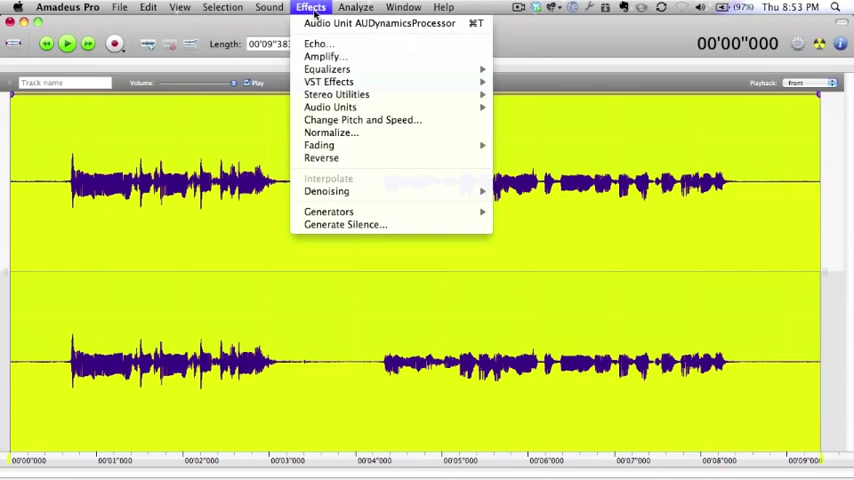 Amadeus Pro File Edit View Selection Sound Effects Analyze Window Help (97%) Thu 8:53 PM
Length: 00'09"383 00'00"000
Track name Volume: Play Playback: front
Audio Unit AUDynamicsProcessor ⌘T
Echo...
Amplify...
Equalizers
VST Effects
Stereo Utilities
Audio Units
Change Pitch and Speed...
Normalize...
Fading
Reverse
Interpolate
Denoising
Generators
Generate Silence...
00'00"000 00'01"000 00'02"000 00'03"000 00'04"000 00'05"000 00'06"000 00'07"000 00'08"000 00'09"